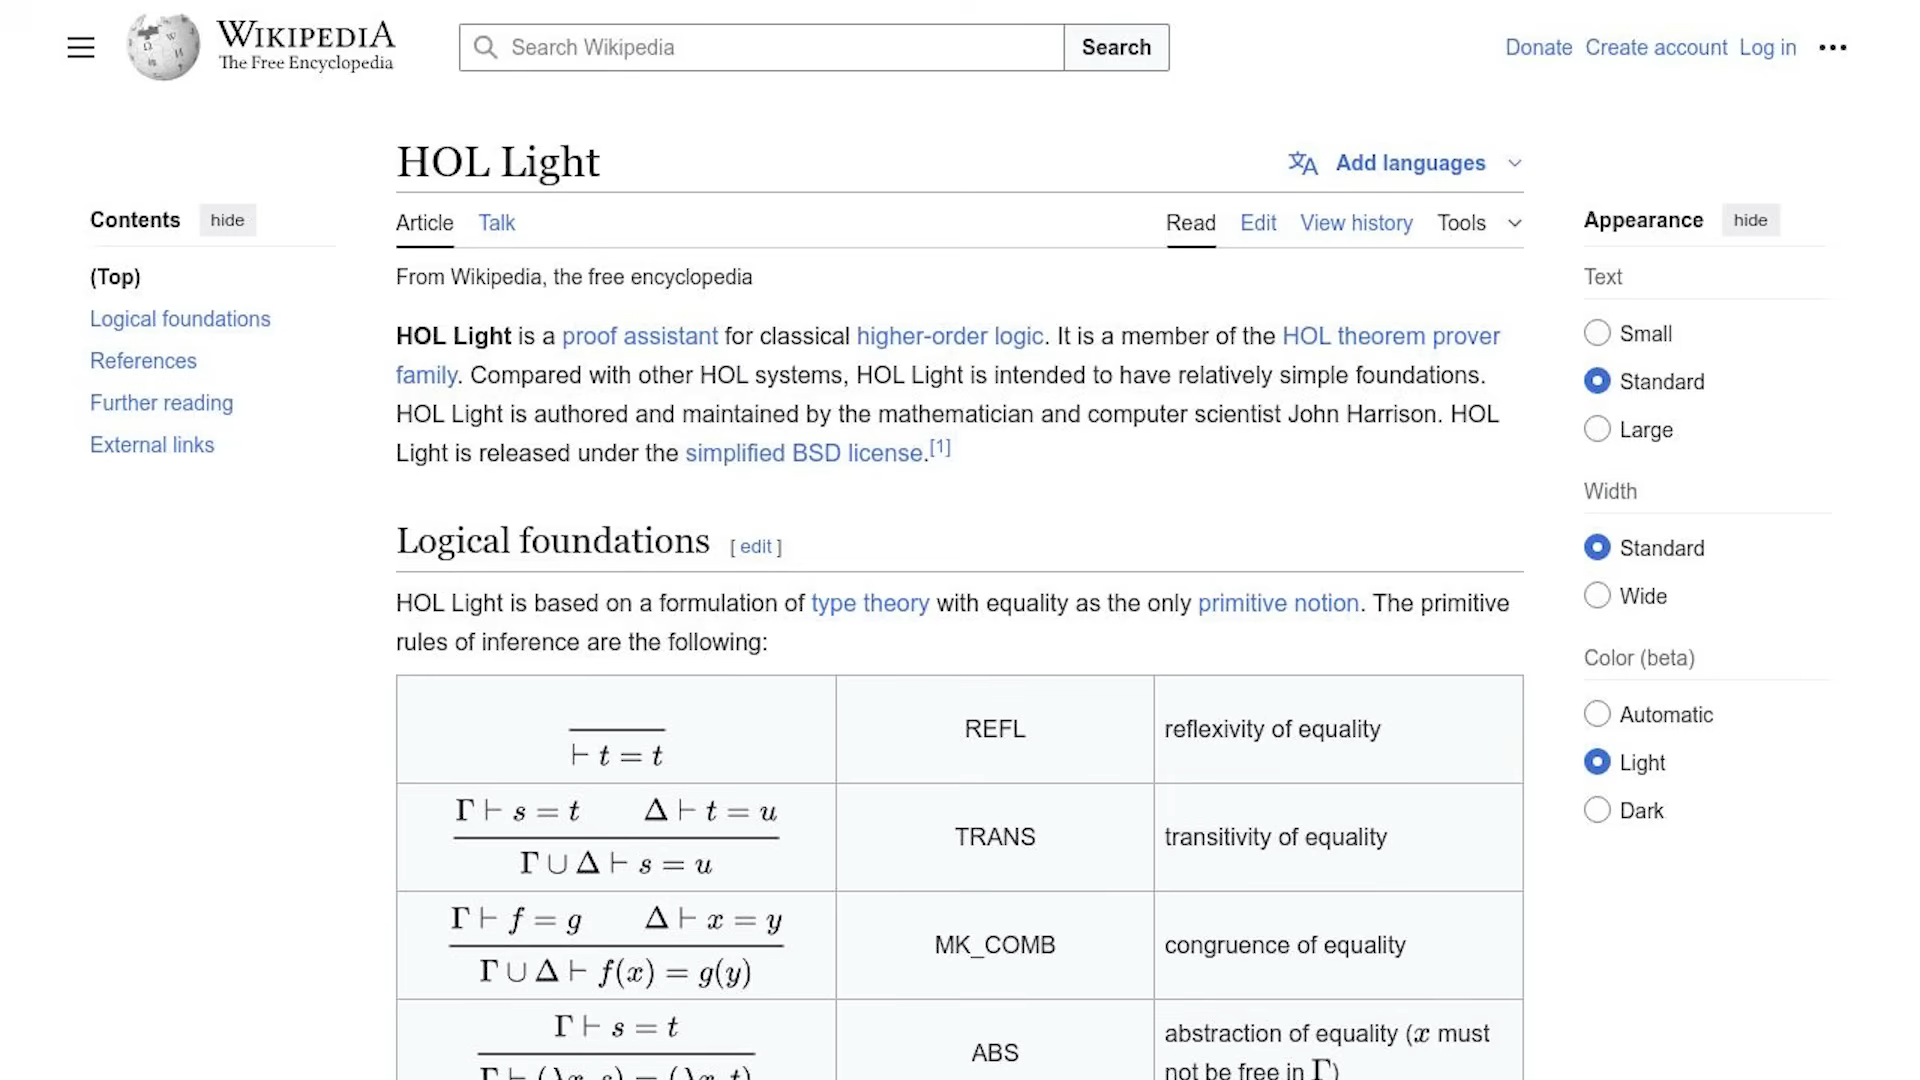 WIKIPEDIA
The Free Encyclopedia
Search Wikipedia
Search
Donate Create account Log in
HOL Light
Add languages
Contents hide
(Top)
Logical foundations
References
Further reading
External links
Article Talk
Read Edit View history Tools
From Wikipedia, the free encyclopedia
HOL Light is a proof assistant for classical higher-order logic. It is a member of the HOL theorem prover
family. Compared with other HOL systems, HOL Light is intended to have relatively simple foundations.
HOL Light is authored and maintained by the mathematician and computer scientist John Harrison. HOL
Light is released under the simplified BSD license.[1]
Logical foundations [ edit ]
HOL Light is based on a formulation of type theory with equality as the only primitive notion. The primitive
rules of inference are the following:
⊢ t = t
REFL
reflexivity of equality
Γ ⊢ s = t Δ ⊢ t = u
Γ ∪ Δ ⊢ s = u
TRANS
transitivity of equality
Γ ⊢ f = g Δ ⊢ x = y
Γ ∪ Δ ⊢ f(x) = g(y)
MK_COMB
congruence of equality
Γ ⊢ s = t
Γ ⊢ (λx. s) = (λx. t)
ABS
abstraction of equality (x must
not be free in Γ)
Appearance hide
Text
Small
Standard
Large
Width
Standard
Wide
Color (beta)
Automatic
Light
Dark